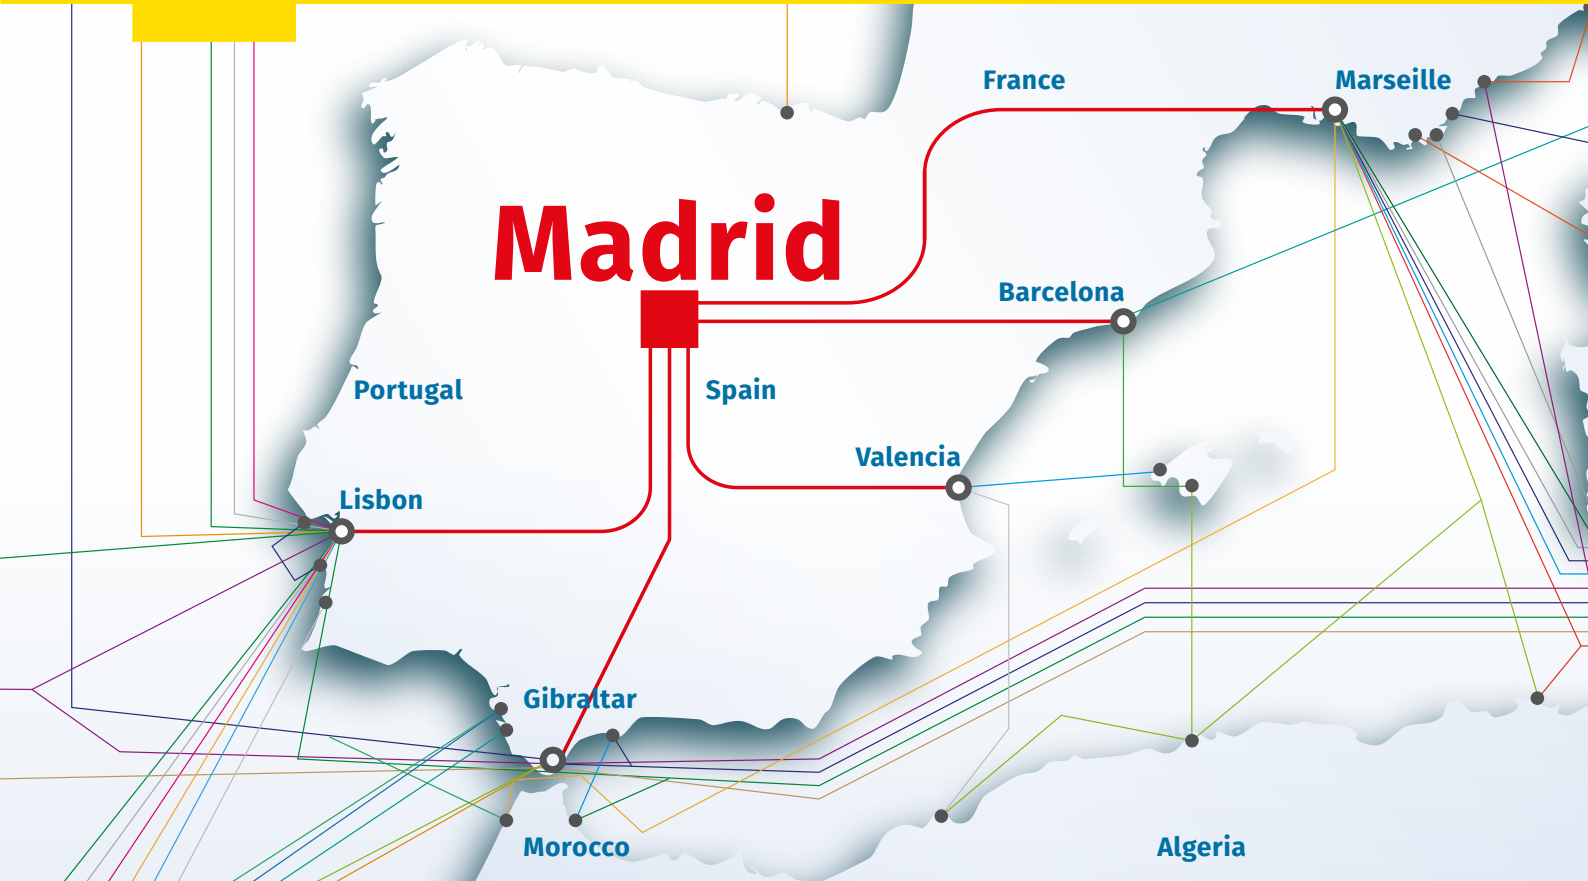 France
Marseille
Madrid
Barcelona
Portugal
Spain
Valencia
Lisbon
Gibraltar
Morocco
Algeria